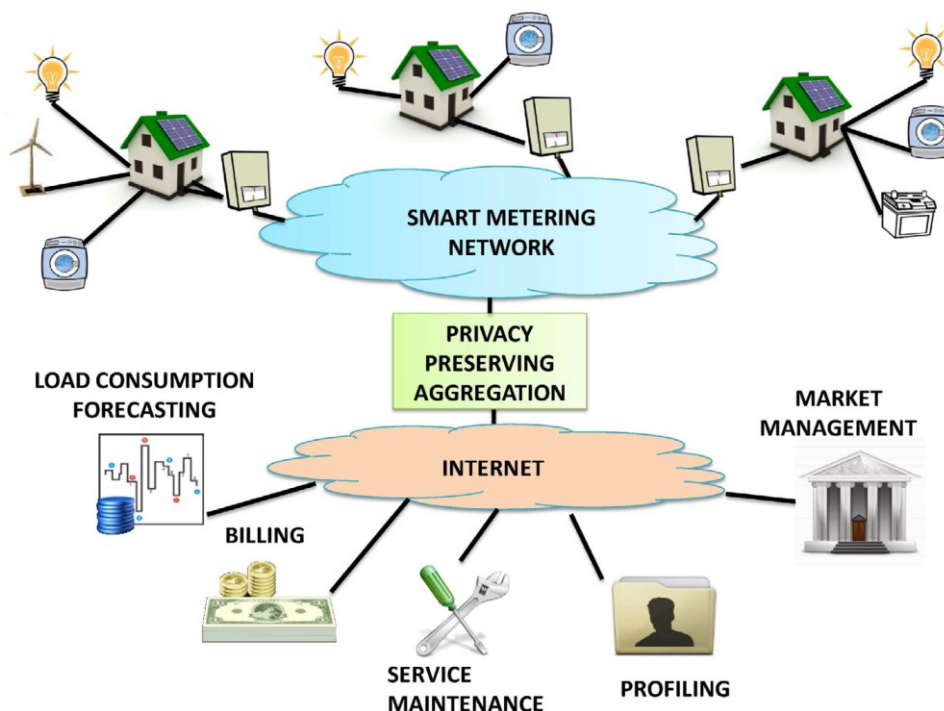 SMART METERING
NETWORK
PRIVACY
PRESERVING
AGGREGATION
LOAD CONSUMPTION
FORECASTING
MARKET
MANAGEMENT
INTERNET
BILLING
SERVICE
MAINTENANCE
PROFILING